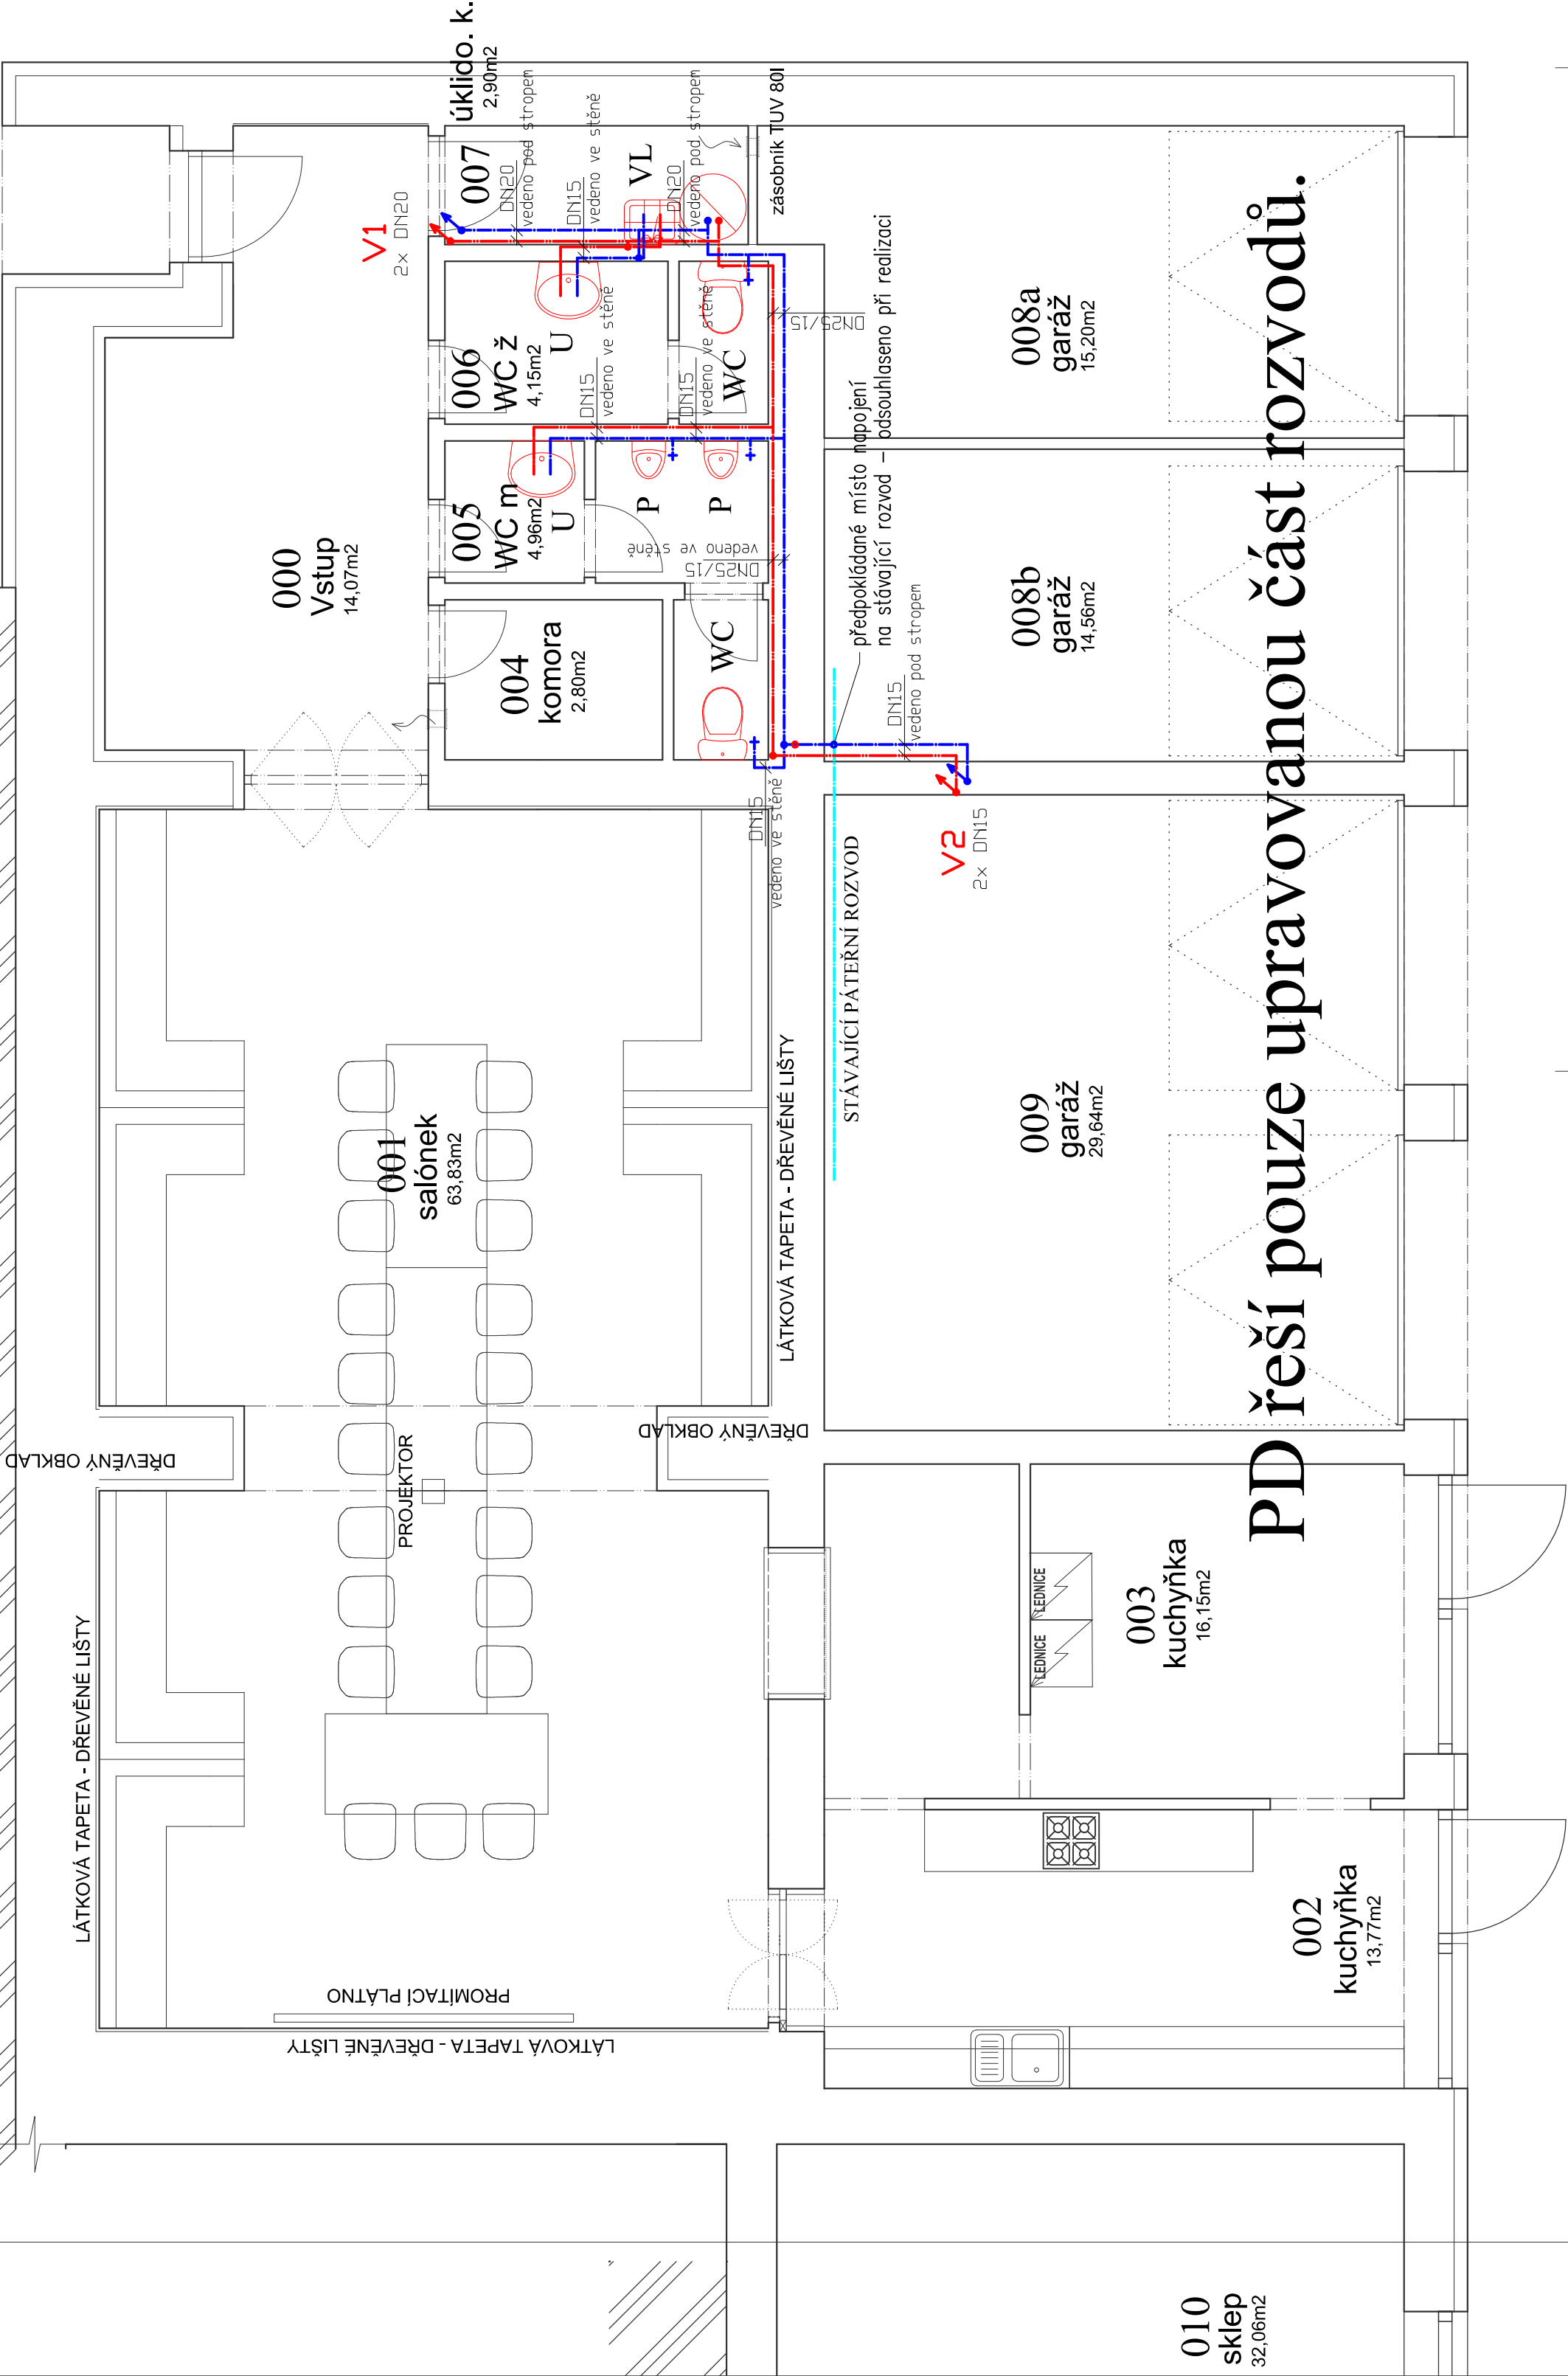 úklido. k.
2,90m2
007
V1
2x DN20
DN20
vedeno pod stropem
DN15
vedeno ve stěně
VL
DN20
vedeno pod stropem
zásobník TUV 80l
006
WC ž
4,15m2
U
DN15
vedeno ve stěně
DN15
vedeno ve stěně
WC
DN25/15
005
WC m
4,96m2
U
P
P
vedeno ve stěně
DN25/15
000
Vstup
14,07m2
004
komora
2,80m2
WC
DN15
vedeno ve stěně
předpokládané místo napojení
na stávající rozvod – odsouhlaseno při realizaci
DN15
vedeno pod stropem
V2
2x DN15
STÁVAJÍCÍ PÁTEŘNÍ ROZVOD
008a
garáž
15,20m2
008b
garáž
14,56m2
009
garáž
29,64m2
PD řeší pouze upravovanou část rozvodů.
001
salónek
63,83m2
LÁTKOVÁ TAPETA - DŘEVĚNÉ LIŠTY
DŘEVĚNÝ OBKLAD
DŘEVĚNÝ OBKLAD
PROJEKTOR
LÁTKOVÁ TAPETA - DŘEVĚNÉ LIŠTY
PROMÍTACÍ PLÁTNO
LÁTKOVÁ TAPETA - DŘEVĚNÉ LIŠTY
LEDNICE
LEDNICE
003
kuchyňka
16,15m2
002
kuchyňka
13,77m2
010
sklep
32,06m2